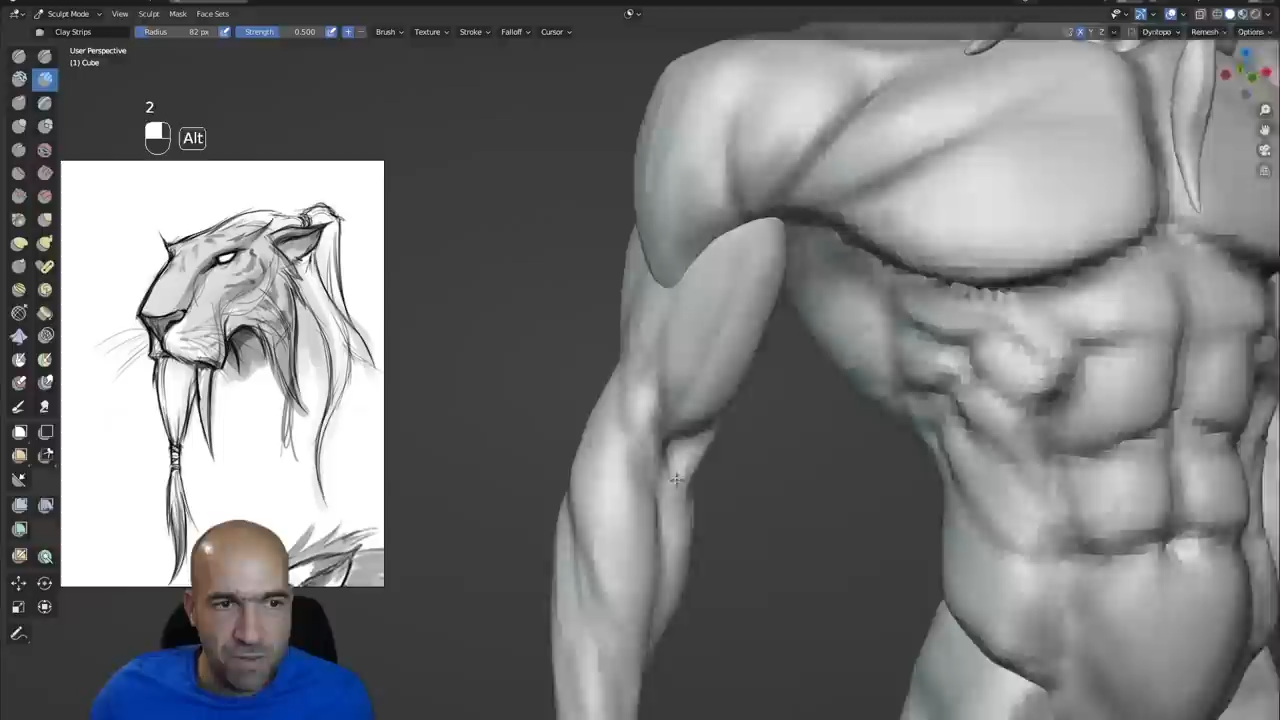 Sculpt Mode View Sculpt Mask Face Sets
Clay Strips Radius 82 px Strength 0.500 Brush Texture Stroke Falloff Cursor X Y Z Dyntopo Remesh Options
User Perspective
(1) Cube
2
Alt